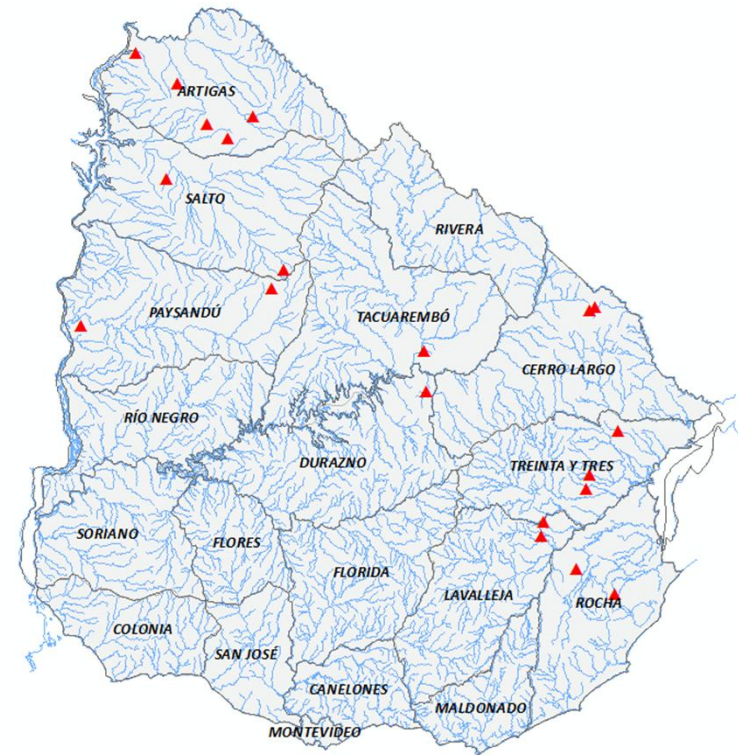 ARTIGAS
SALTO
RIVERA
PAYSANDÚ
TACUAREMBÓ
CERRO LARGO
RÍO NEGRO
DURAZNO
TREINTA Y TRES
SORIANO
FLORES
FLORIDA
LAVALLEJA
ROCHA
COLONIA
SAN JOSÉ
CANELONES
MALDONADO
MONTEVIDEO